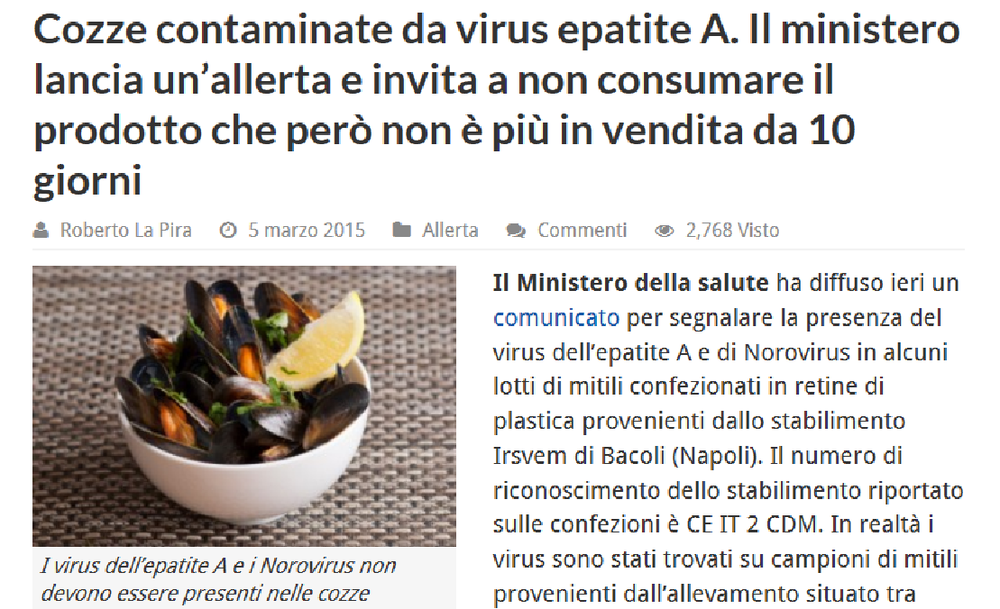 Cozze contaminate da virus epatite A. Il ministero
lancia un'allerta e invita a non consumare il
prodotto che però non è più in vendita da 10
giorni
Roberto La Pira 5 marzo 2015 Allerta Commenti 2,768 Visto
Il Ministero della salute ha diffuso ieri un
comunicato per segnalare la presenza del
virus dell'epatite A e di Norovirus in alcuni
lotti di mitili confezionati in retine di
plastica provenienti dallo stabilimento
Irsvem di Bacoli (Napoli). Il numero di
riconoscimento dello stabilimento riportato
sulle confezioni è CE IT 2 CDM. In realtà i
virus sono stati trovati su campioni di mitili
provenienti dall'allevamento situato tra
I virus dell'epatite A e i Norovirus non
devono essere presenti nelle cozze